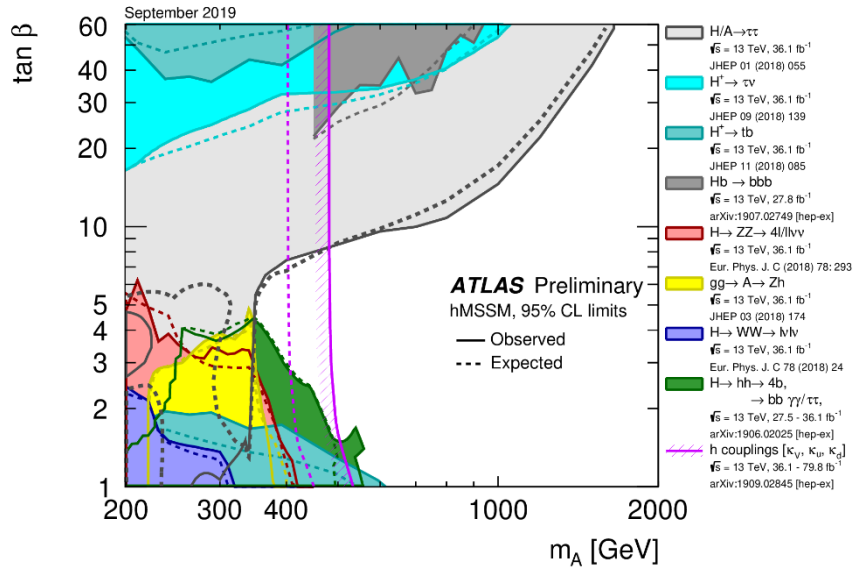 September 2019
tan β
60
50
40
30
20
10
5
4
3
2
1
200
300
400
1000
2000
m_A [GeV]
ATLAS Preliminary
hMSSM, 95% CL limits
Observed
Expected
H/A→ττ
√s = 13 TeV, 36.1 fb⁻¹
JHEP 01 (2018) 055
H⁺→ τν
√s = 13 TeV, 36.1 fb⁻¹
JHEP 09 (2018) 139
H⁺→ tb
√s = 13 TeV, 36.1 fb⁻¹
JHEP 11 (2018) 085
Hb → bbb
√s = 13 TeV, 27.8 fb⁻¹
arXiv:1907.02749 [hep-ex]
H→ ZZ→ 4l/llνν
√s = 13 TeV, 36.1 fb⁻¹
Eur. Phys. J. C (2018) 78: 293
gg→ A→ Zh
√s = 13 TeV, 36.1 fb⁻¹
JHEP 03 (2018) 174
H→ WW→ lνlν
√s = 13 TeV, 36.1 fb⁻¹
Eur. Phys. J. C 78 (2018) 24
H→ hh→ 4b,
→ bb γγ/ ττ,
√s = 13 TeV, 27.5 - 36.1 fb⁻¹
arXiv:1906.02025 [hep-ex]
h couplings [κ_V, κ_u, κ_d]
√s = 13 TeV, 36.1 - 79.8 fb⁻¹
arXiv:1909.02845 [hep-ex]